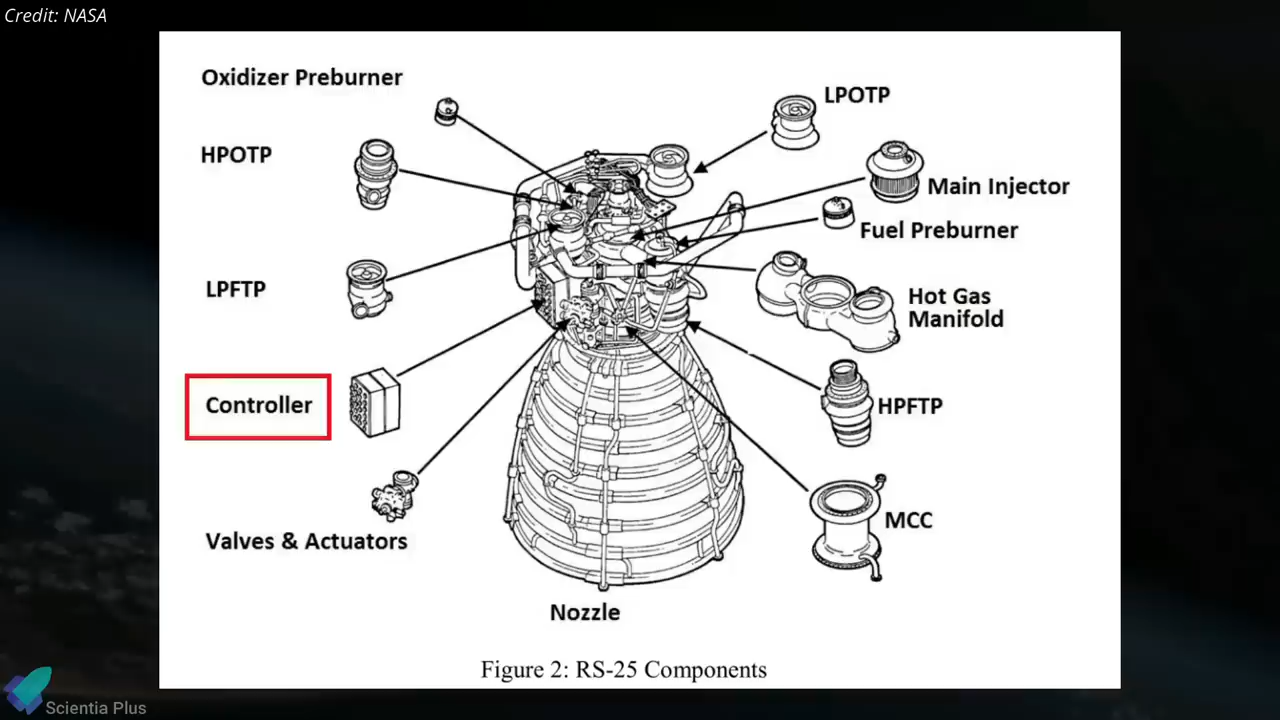 Credit: NASA
Oxidizer Preburner
LPOTP
HPOTP
Main Injector
Fuel Preburner
LPFTP
Hot Gas
Manifold
Controller
HPFTP
MCC
Valves & Actuators
Nozzle
Figure 2: RS-25 Components
Scientia Plus